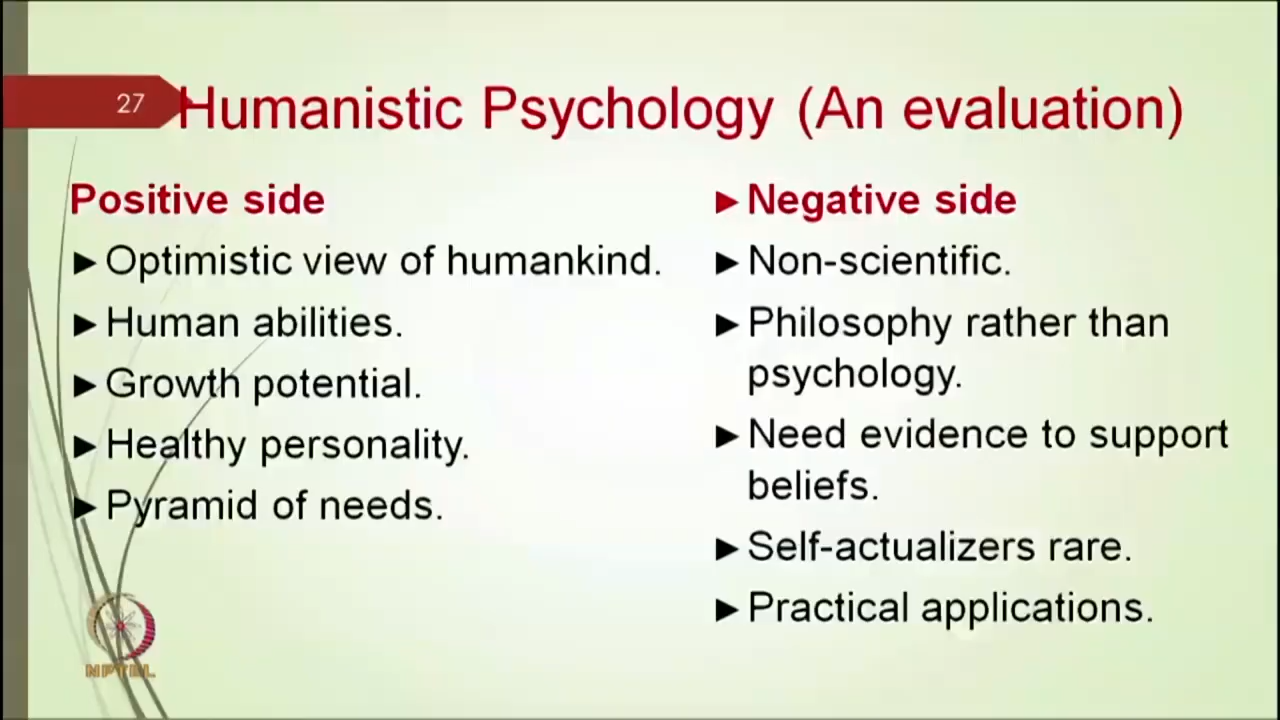 27
Humanistic Psychology (An evaluation)
Positive side
►Optimistic view of humankind.
►Human abilities.
►Growth potential.
►Healthy personality.
►Pyramid of needs.
►Negative side
►Non-scientific.
►Philosophy rather than
psychology.
►Need evidence to support
beliefs.
►Self-actualizers rare.
►Practical applications.
NPTEL